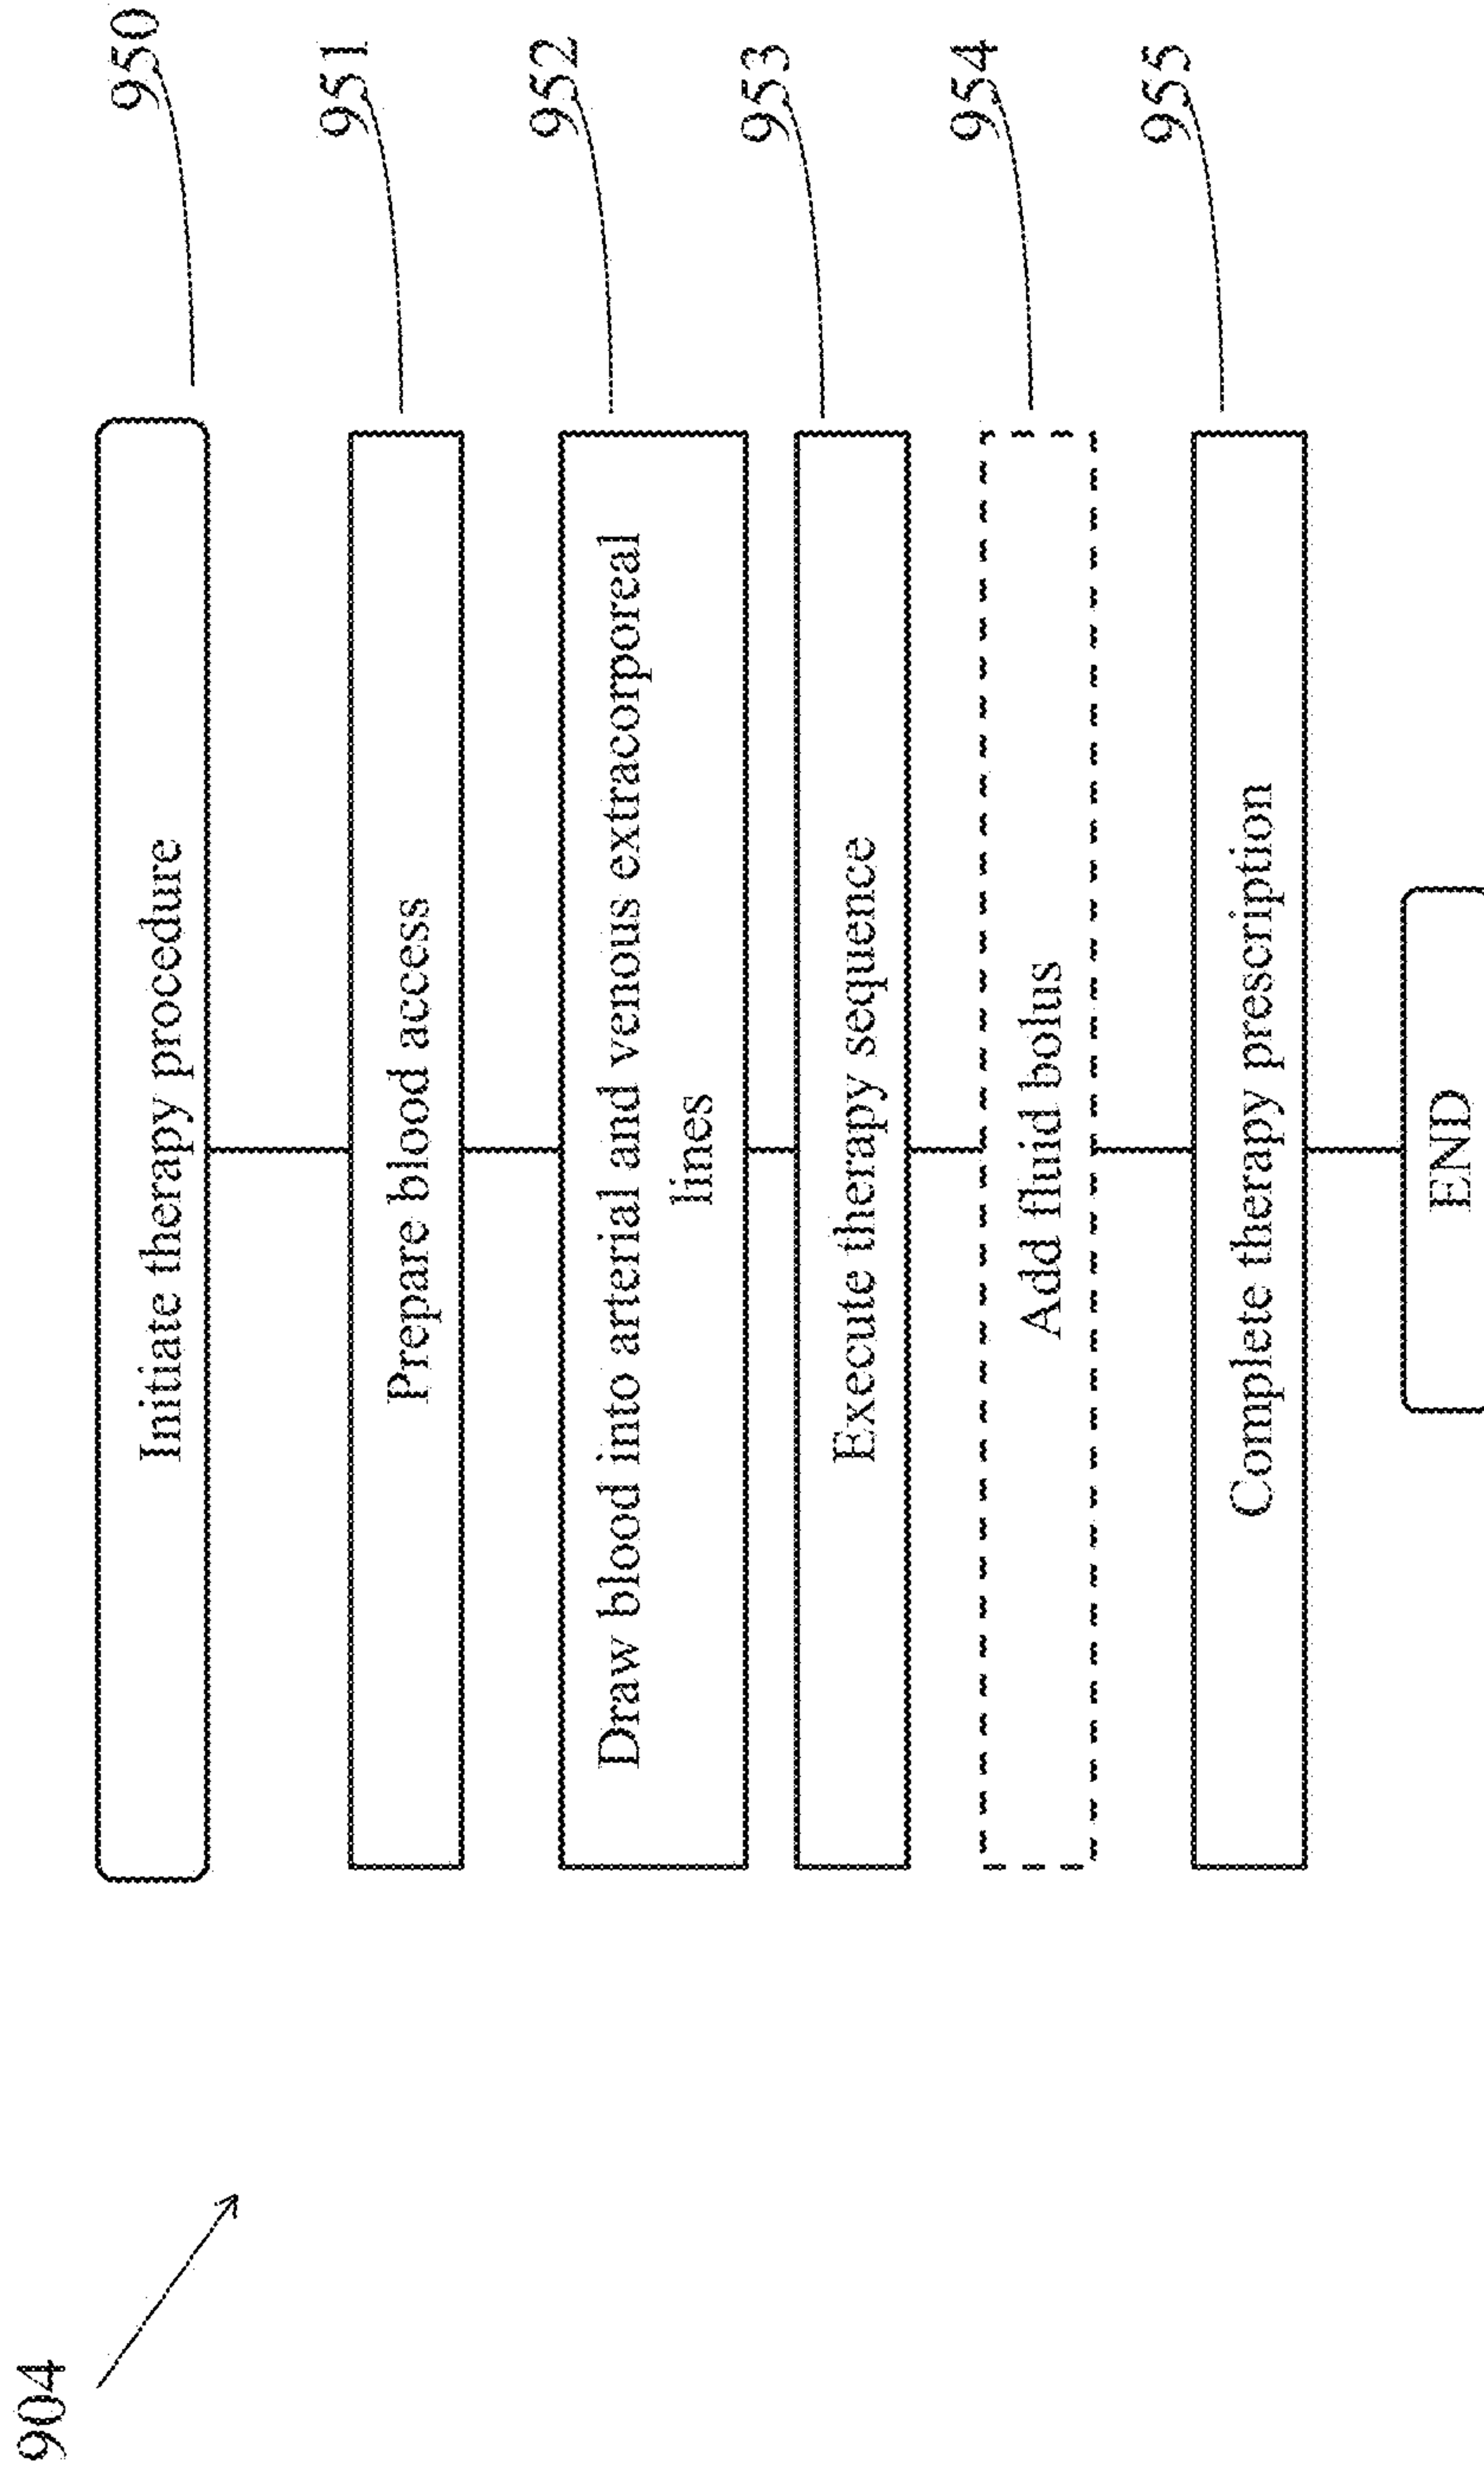 904
Initiate therapy procedure
950
Prepare blood access
951
Draw blood into arterial and venous extracorporeal
lines
952
Execute therapy sequence
953
Add fluid bolus
954
Complete therapy prescription
955
END